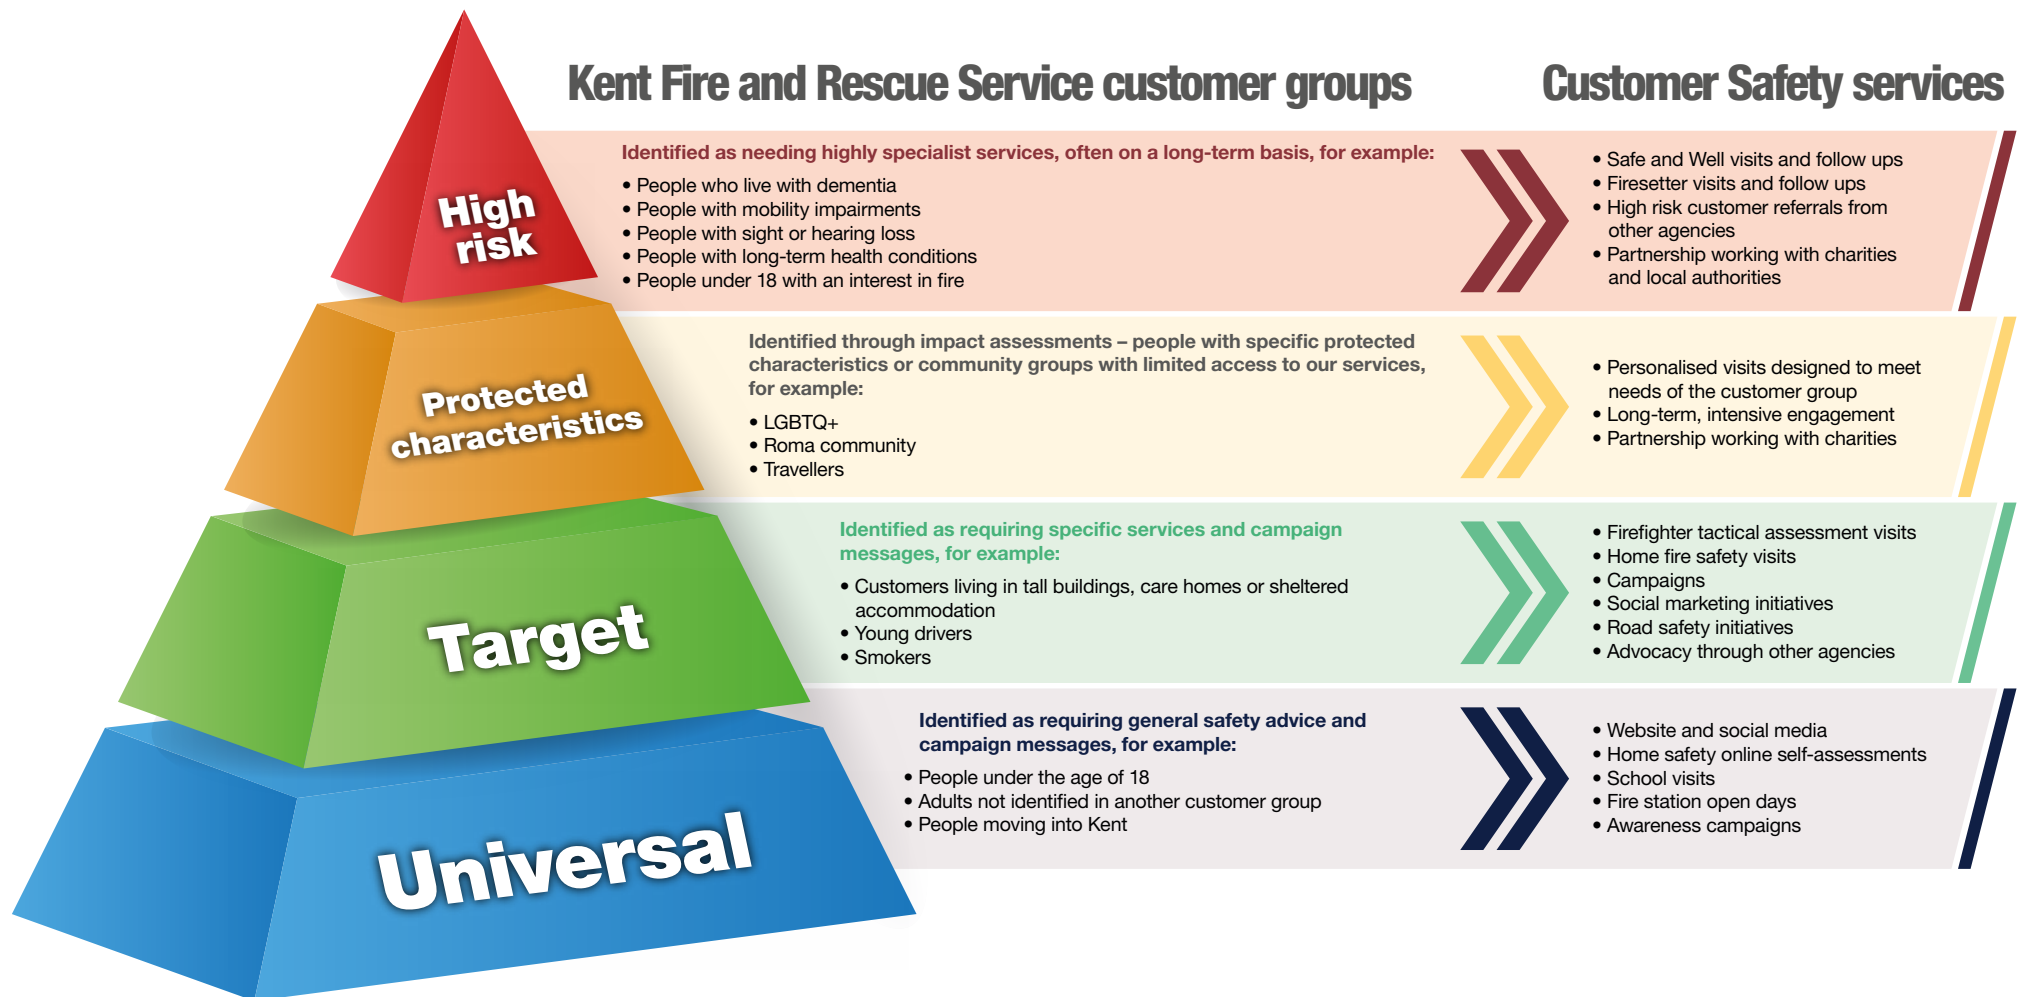 Kent Fire and Rescue Service customer groups
Customer Safety services
High
risk
Identified as needing highly specialist services, often on a long-term basis, for example:
• People who live with dementia
• People with mobility impairments
• People with sight or hearing loss
• People with long-term health conditions
• People under 18 with an interest in fire
• Safe and Well visits and follow ups
• Firesetter visits and follow ups
• High risk customer referrals from
other agencies
• Partnership working with charities
and local authorities
Protected
characteristics
Identified through impact assessments – people with specific protected
characteristics or community groups with limited access to our services,
for example:
• LGBTQ+
• Roma community
• Travellers
• Personalised visits designed to meet
needs of the customer group
• Long-term, intensive engagement
• Partnership working with charities
Target
Identified as requiring specific services and campaign
messages, for example:
• Customers living in tall buildings, care homes or sheltered
accommodation
• Young drivers
• Smokers
• Firefighter tactical assessment visits
• Home fire safety visits
• Campaigns
• Social marketing initiatives
• Road safety initiatives
• Advocacy through other agencies
Universal
Identified as requiring general safety advice and
campaign messages, for example:
• People under the age of 18
• Adults not identified in another customer group
• People moving into Kent
• Website and social media
• Home safety online self-assessments
• School visits
• Fire station open days
• Awareness campaigns